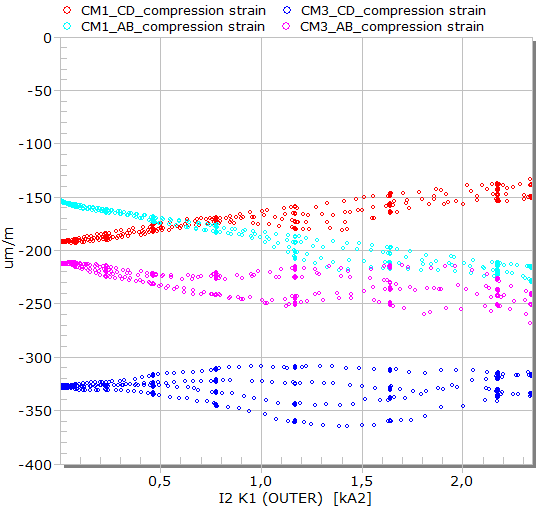 CM1_CD_compression strain CM3_CD_compression strain
CM1_AB_compression strain CM3_AB_compression strain
0
-50
-100
-150
-200
-250
-300
-350
-400
um/m
0,5 1,0 1,5 2,0
I2 K1 (OUTER) [kA2]